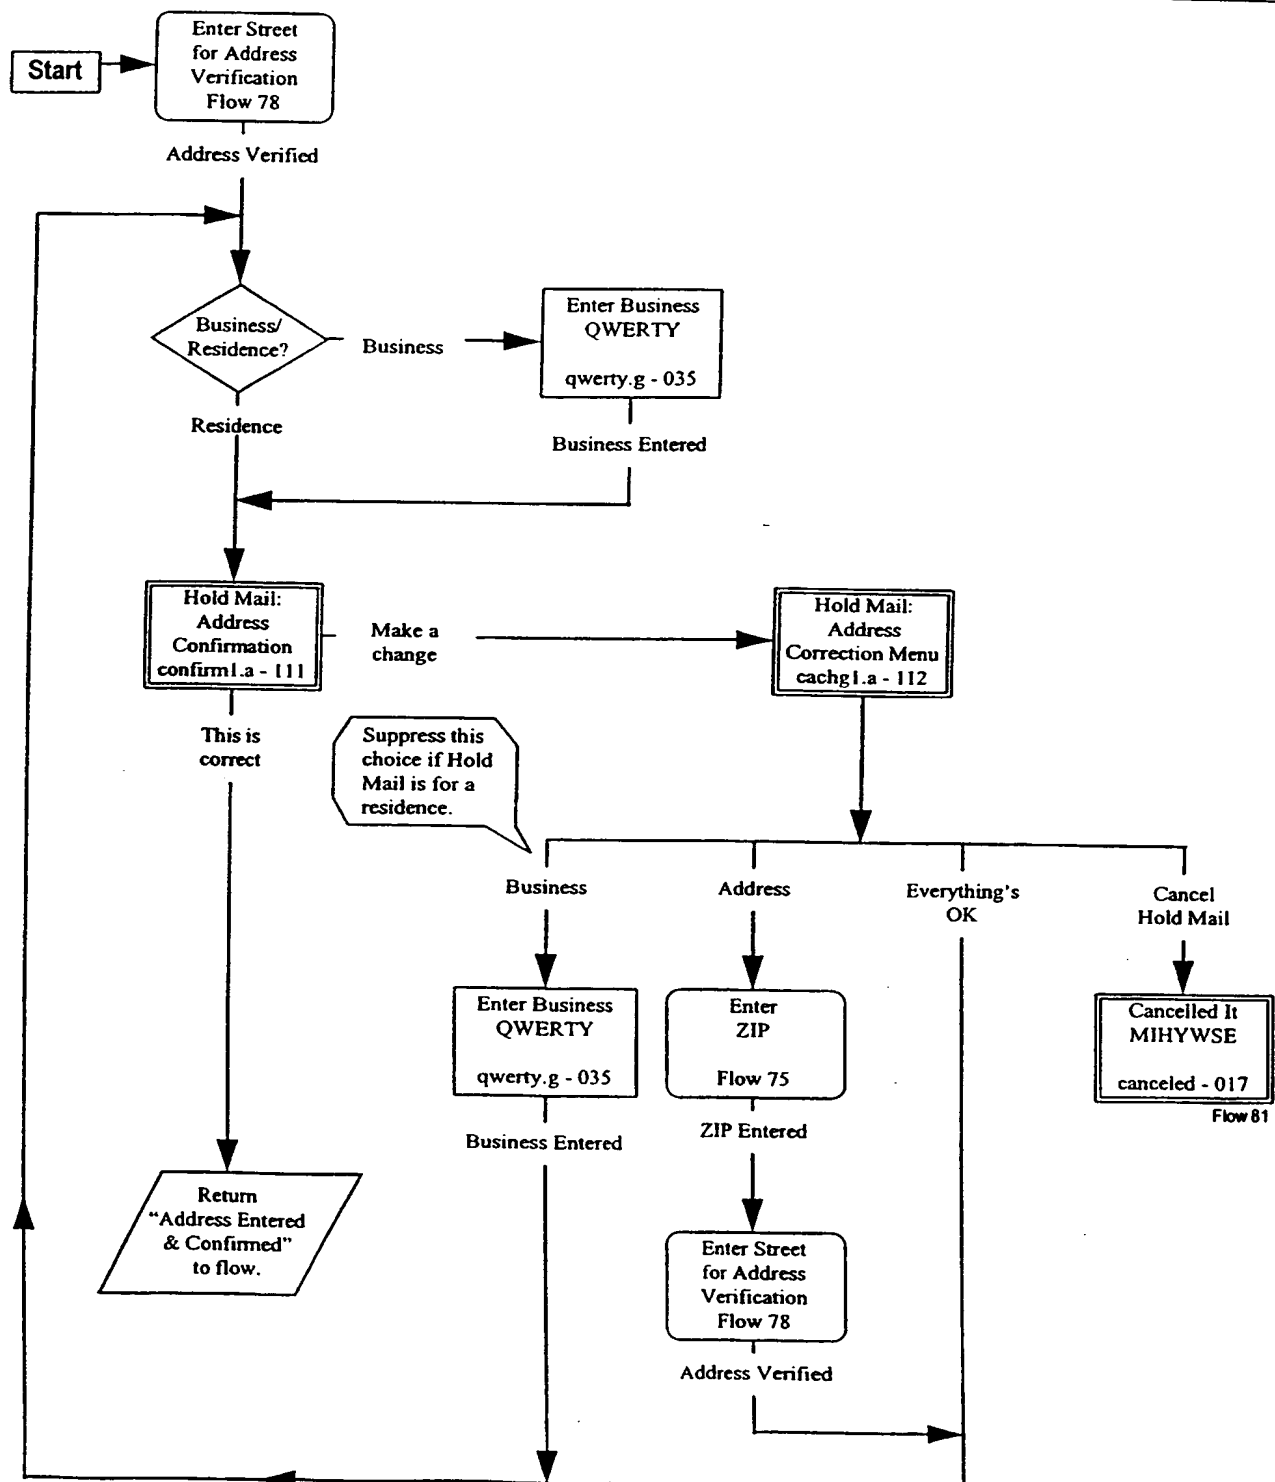 Start
Enter Street
for Address
Verification
Flow 78
Address Verified
Business/
Residence?
Business
Enter Business
QWERTY
qwerty.g - 035
Residence
Business Entered
Hold Mail:
Address
Confirmation
confirm1.a - 111
Make a
change
Hold Mail:
Address
Correction Menu
cachg1.a - 112
This is
correct
Suppress this
choice if Hold
Mail is for a
residence.
Business
Address
Everything's
OK
Cancel
Hold Mail
Enter Business
QWERTY
qwerty.g - 035
Enter
ZIP
Flow 75
Cancelled It
MIHYWSE
canceled - 017
Flow 81
Business Entered
ZIP Entered
Return
“Address Entered
& Confirmed”
to flow.
Enter Street
for Address
Verification
Flow 78
Address Verified